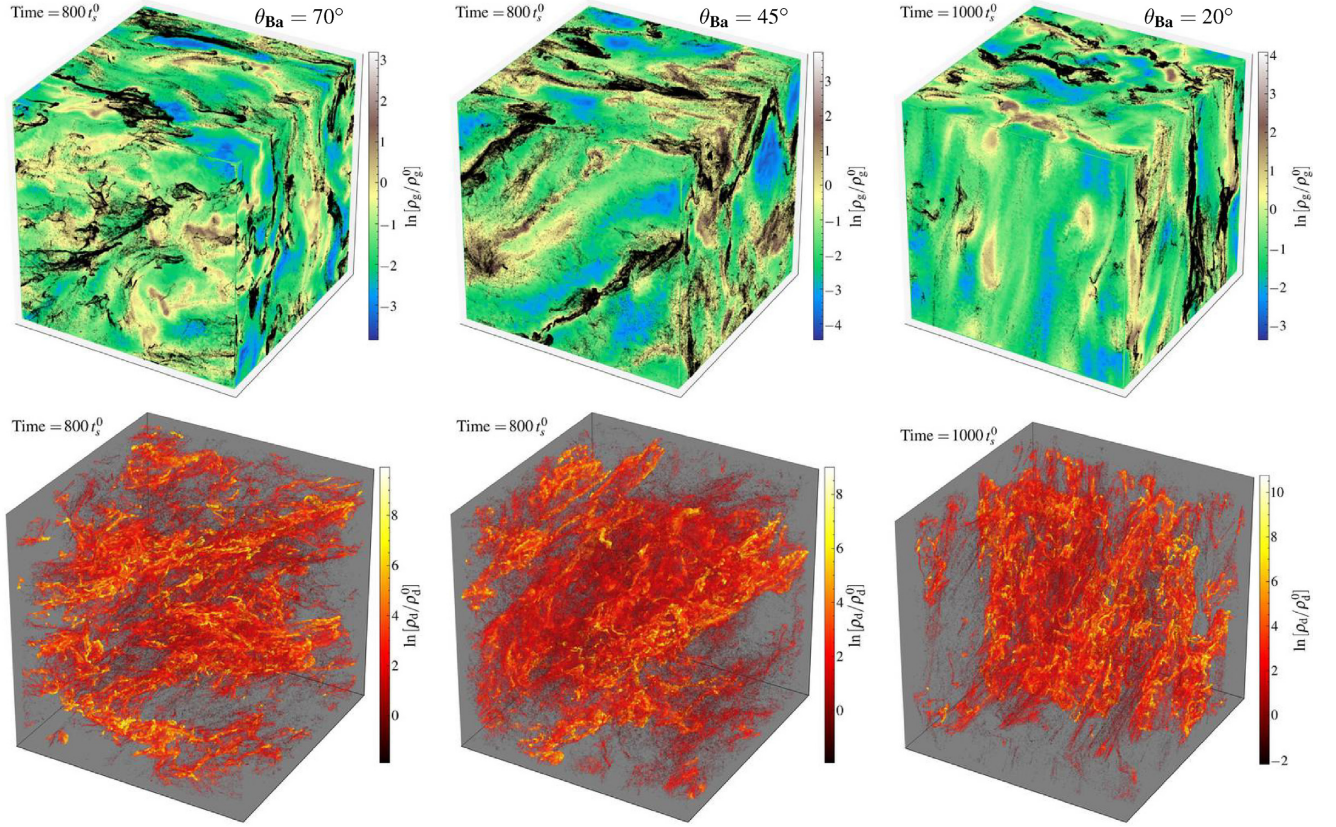 Time = 800 t_s^0
θ_Ba = 70°
3
2
1
0
−1
−2
−3
ln[ρ_g/ρ_g^0]
Time = 800 t_s^0
θ_Ba = 45°
3
2
1
0
−1
−2
−3
−4
ln[ρ_g/ρ_g^0]
Time = 1000 t_s^0
θ_Ba = 20°
4
3
2
1
0
−1
−2
−3
ln[ρ_g/ρ_g^0]
Time = 800 t_s^0
8
6
4
2
0
ln[ρ_d/ρ_d^0]
Time = 800 t_s^0
8
6
4
2
0
ln[ρ_d/ρ_d^0]
Time = 1000 t_s^0
10
8
6
4
2
0
−2
ln[ρ_d/ρ_d^0]